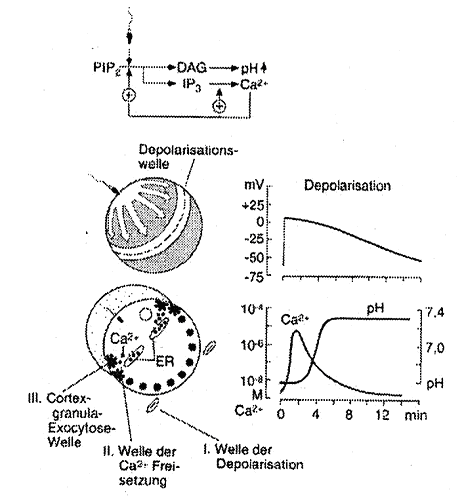 PIP₂ DAG pH
IP₃ Ca²⁺
+ +
Depolarisations-
welle
mV Depolarisation
+25
0
-25
-50
-75
10⁻⁴ pH 7,4
Ca²⁺
10⁻⁶ 7,0
10⁻⁸ pH
M
Ca²⁺ 0 4 8 12 min
Ca²⁺
ER
III. Cortex-
granula-
Exocytose-
Welle
II. Welle der
Ca²⁺ Frei-
setzung
I. Welle der
Depolarisation